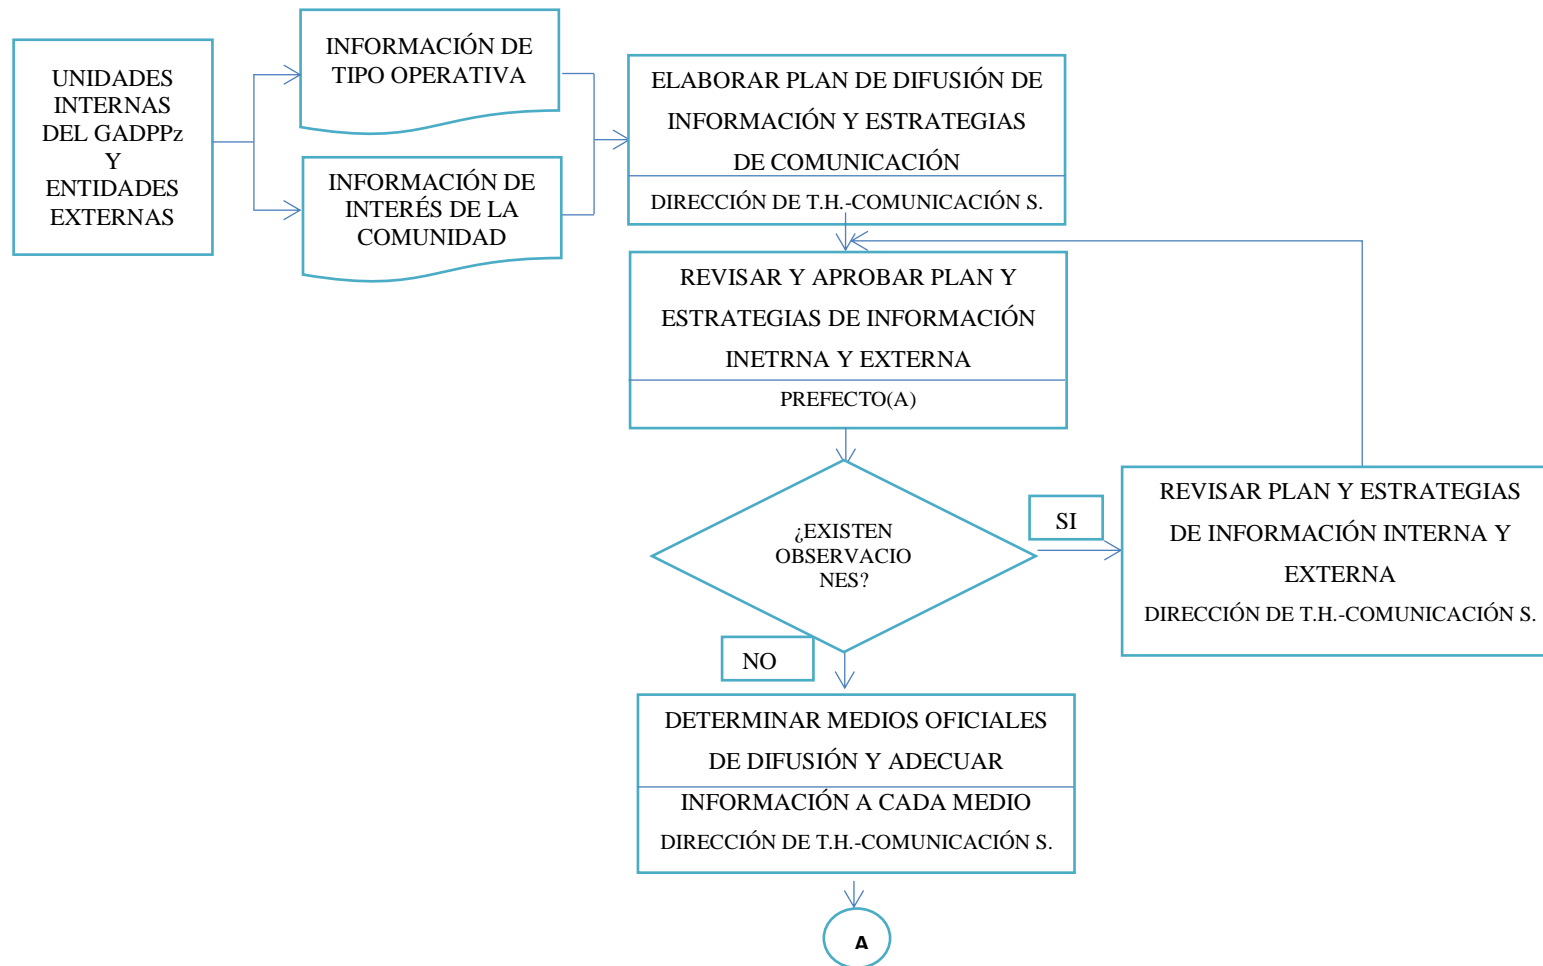 UNIDADES
INTERNAS
DEL GADPPz
Y
ENTIDADES
EXTERNAS
INFORMACIÓN DE
TIPO OPERATIVA
INFORMACIÓN DE
INTERÉS DE LA
COMUNIDAD
ELABORAR PLAN DE DIFUSIÓN DE
INFORMACIÓN Y ESTRATEGIAS
DE COMUNICACIÓN
DIRECCIÓN DE T.H.-COMUNICACIÓN S.
REVISAR Y APROBAR PLAN Y
ESTRATEGIAS DE INFORMACIÓN
INETRNA Y EXTERNA
PREFECTO(A)
¿EXISTEN
OBSERVACIO
NES?
SI
REVISAR PLAN Y ESTRATEGIAS
DE INFORMACIÓN INTERNA Y
EXTERNA
DIRECCIÓN DE T.H.-COMUNICACIÓN S.
NO
DETERMINAR MEDIOS OFICIALES
DE DIFUSIÓN Y ADECUAR
INFORMACIÓN A CADA MEDIO
DIRECCIÓN DE T.H.-COMUNICACIÓN S.
A